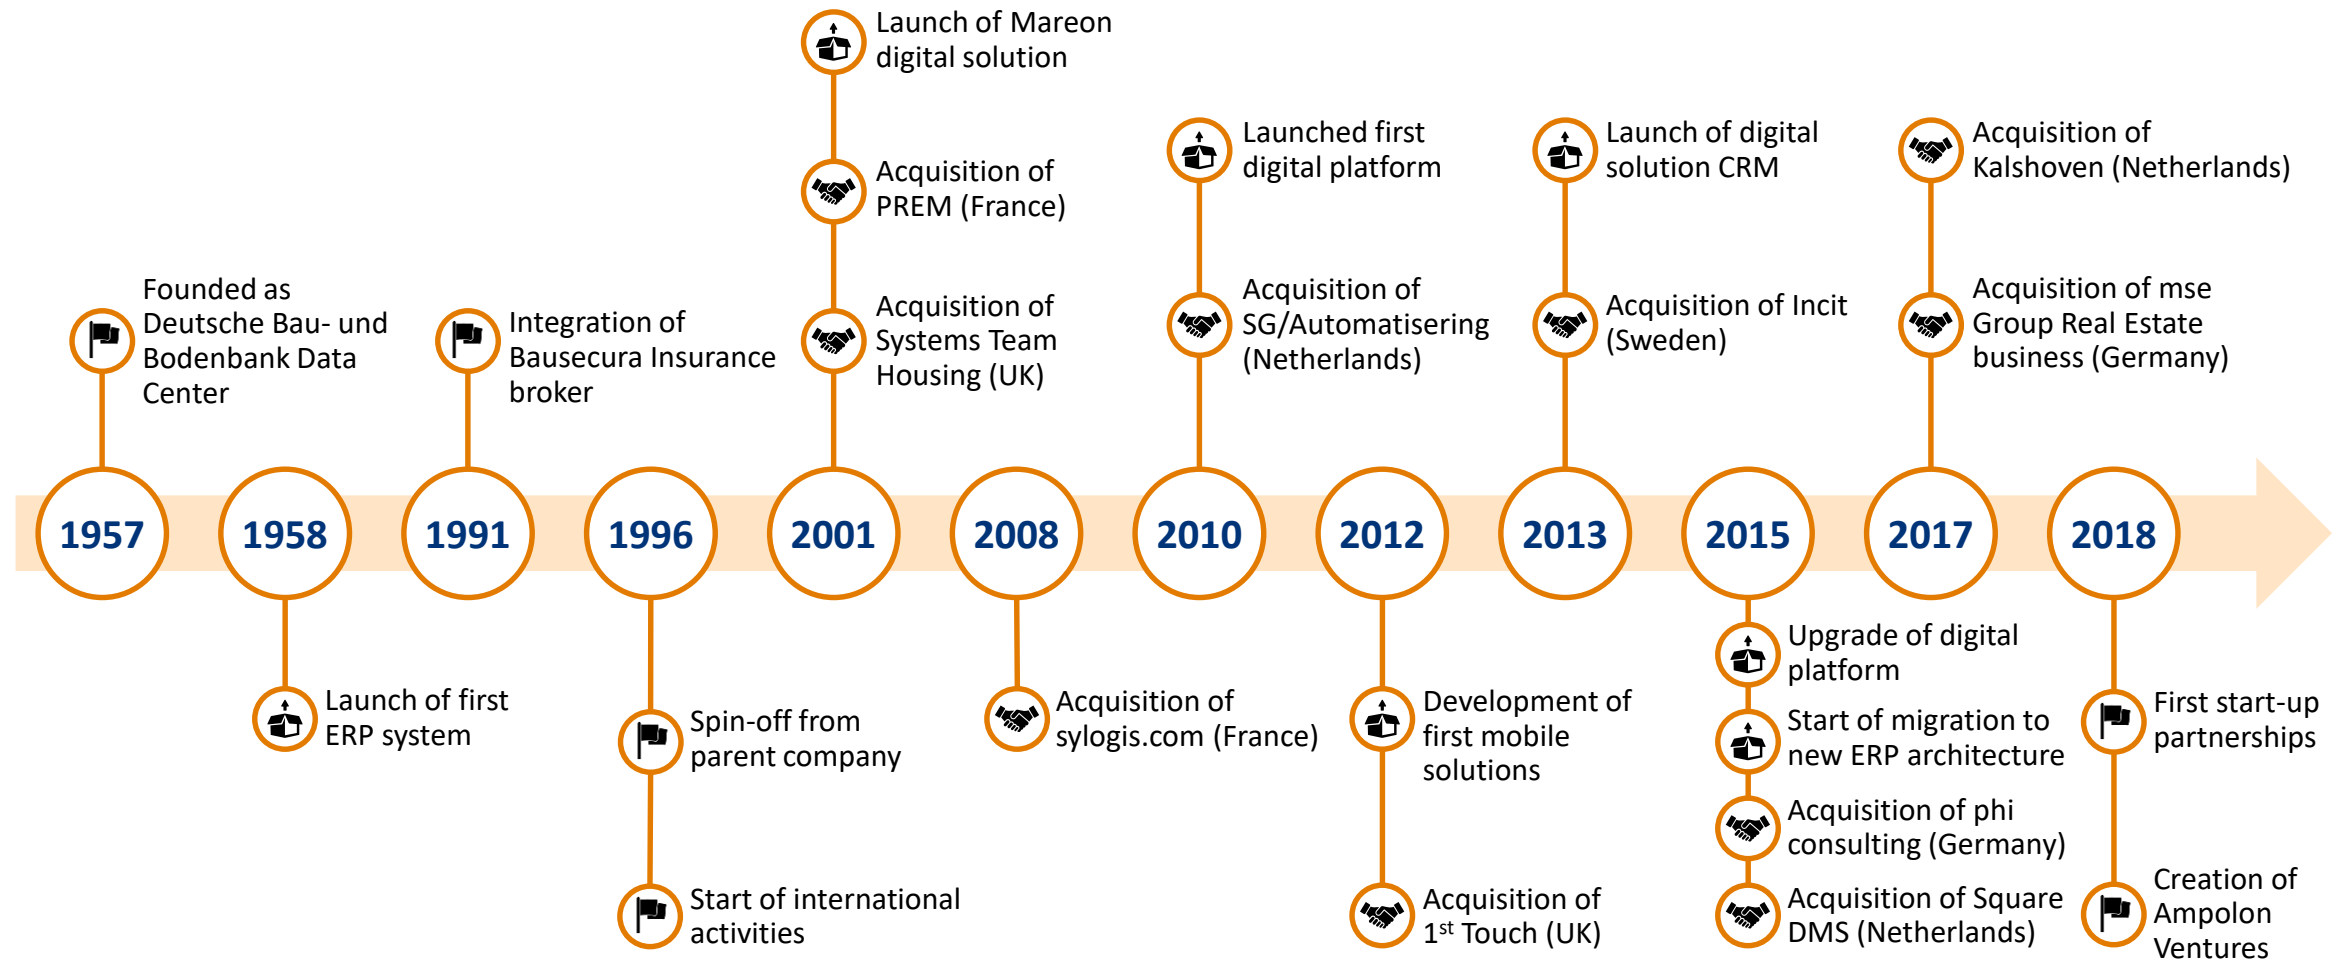 Launch of Mareon
digital solution
Acquisition of
PREM (France)
Acquisition of
Systems Team
Housing (UK)
Launched first
digital platform
Acquisition of
SG/Automatisering
(Netherlands)
Launch of digital
solution CRM
Acquisition of Incit
(Sweden)
Acquisition of
Kalshoven (Netherlands)
Acquisition of mse
Group Real Estate
business (Germany)
Founded as
Deutsche Bau- und
Bodenbank Data
Center
Integration of
Bausecura Insurance
broker
1957
1958
1991
1996
2001
2008
2010
2012
2013
2015
2017
2018
Launch of first
ERP system
Spin-off from
parent company
Start of international
activities
Acquisition of
sylogis.com (France)
Development of
first mobile
solutions
Acquisition of
1st Touch (UK)
Upgrade of digital
platform
Start of migration to
new ERP architecture
Acquisition of phi
consulting (Germany)
Acquisition of Square
DMS (Netherlands)
First start-up
partnerships
Creation of
Ampolon
Ventures